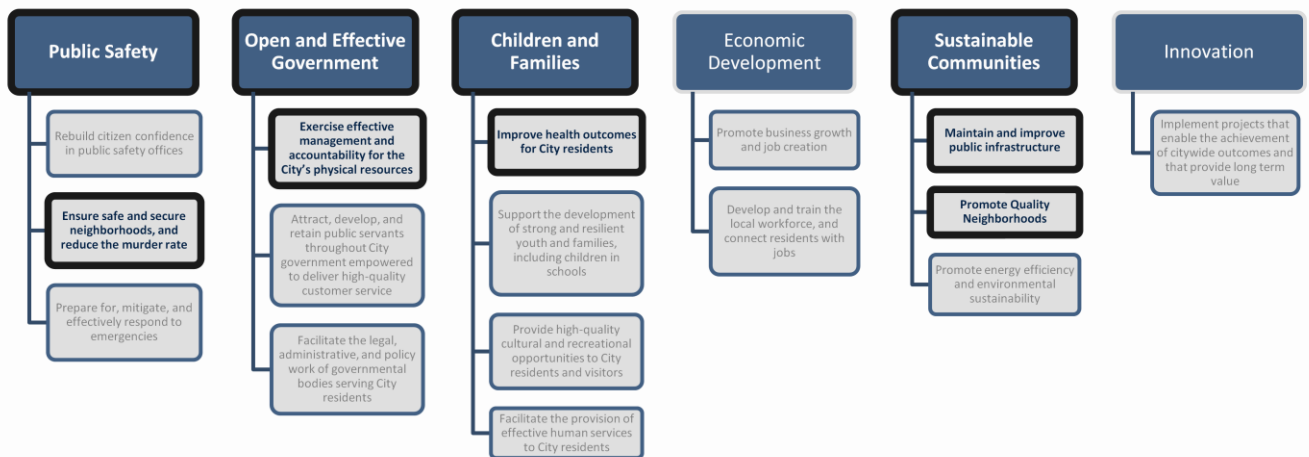 Public Safety
Rebuild citizen confidence
in public safety offices
Ensure safe and secure
neighborhoods, and
reduce the murder rate
Prepare for, mitigate, and
effectively respond to
emergencies
Open and Effective
Government
Exercise effective
management and
accountability for the
City's physical resources
Attract, develop, and
retain public servants
throughout City
government empowered
to deliver high-quality
customer service
Facilitate the legal,
administrative, and policy
work of governmental
bodies serving City
residents
Children and
Families
Improve health outcomes
for City residents
Support the development
of strong and resilient
youth and families,
including children in
schools
Provide high-quality
cultural and recreational
opportunities to City
residents and visitors
Facilitate the provision of
effective human services
to City residents
Economic
Development
Promote business growth
and job creation
Develop and train the
local workforce, and
connect residents with
jobs
Sustainable
Communities
Maintain and improve
public infrastructure
Promote Quality
Neighborhoods
Promote energy efficiency
and environmental
sustainability
Innovation
Implement projects that
enable the achievement
of citywide outcomes and
that provide long term
value